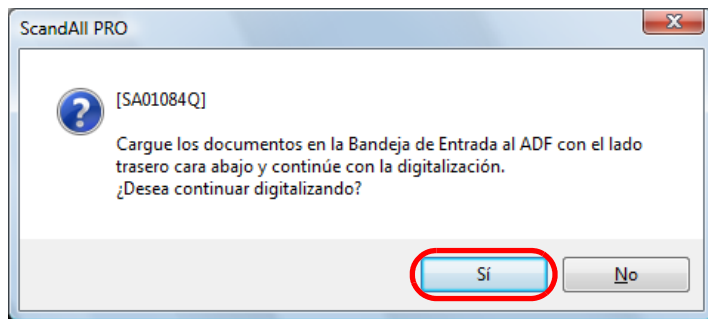 ScandAll PRO
[SA01084Q]
Cargue los documentos en la Bandeja de Entrada al ADF con el lado
trasero cara abajo y continúe con la digitalización.
¿Desea continuar digitalizando?
Sí
No